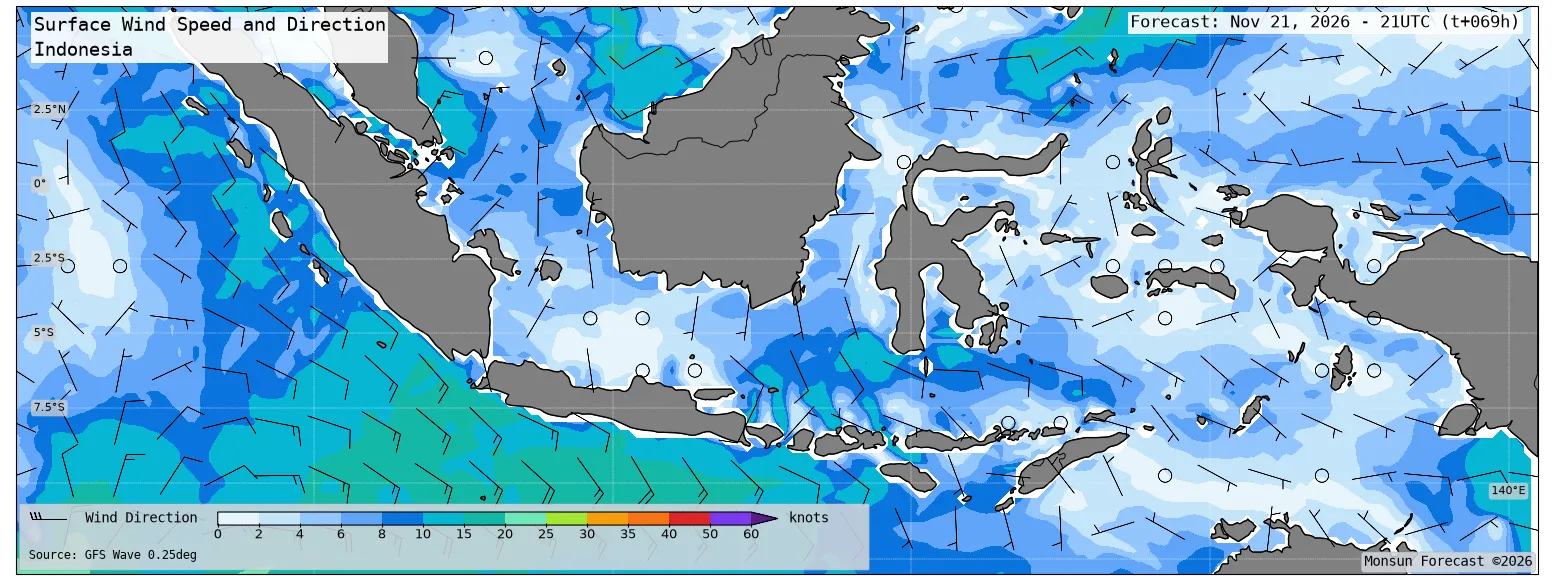 Surface Wind Speed and Direction
Indonesia
Forecast: Nov 21, 2026 - 21UTC (t+069h)
2.5°N
0°
2.5°S
5°S
7.5°S
140°E
Wind Direction
0 2 4 6 8 10 15 20 25 30 35 40 50 60 knots
Source: GFS Wave 0.25deg
Monsun Forecast ©2026